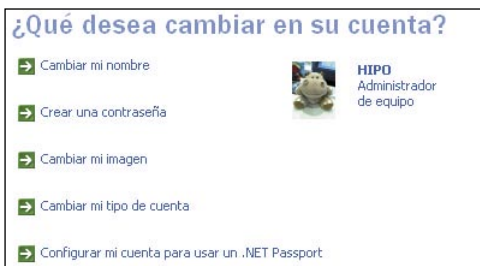 ¿Qué desea cambiar en su cuenta?
Cambiar mi nombre
HIPO
Administrador
de equipo
Crear una contraseña
Cambiar mi imagen
Cambiar mi tipo de cuenta
Configurar mi cuenta para usar un .NET Passport